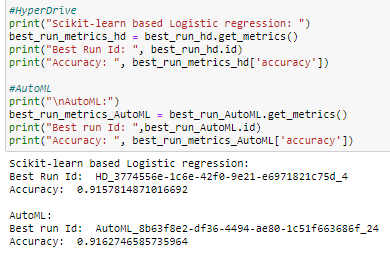 #HyperDrive
print("Scikit-learn based Logistic regression: ")
best_run_metrics_hd = best_run_hd.get_metrics()
print("Best Run Id: ", best_run_hd.id)
print("Accuracy: ", best_run_metrics_hd['accuracy'])
#AutoML
print("\nAutoML:")
best_run_metrics_AutoML = best_run_AutoML.get_metrics()
print("Best run Id: ",best_run_AutoML.id)
print("Accuracy: ", best_run_metrics_AutoML['accuracy'])
Scikit-learn based Logistic regression:
Best Run Id:  HD_3774556e-1c6e-42f0-9e21-e6971821c75d_4
Accuracy:  0.9157814871016692
AutoML:
Best run Id:  AutoML_8b63f8e2-df36-4494-ae80-1c51f663686f_24
Accuracy:  0.9162746585735964